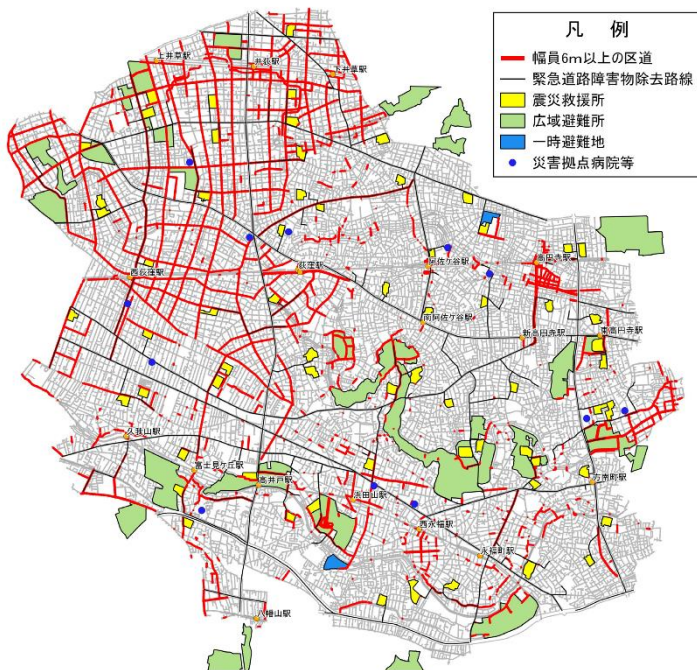 凡 例
幅員6m以上の区道
緊急道路障害物除去路線
震災救援所
広域避難所
一時避難地
災害拠点病院等
上井草駅
井荻駅
下井草駅
西荻窪駅
荻窪駅
阿佐ケ谷駅
高円寺駅
南阿佐ケ谷駅
新高円寺駅
東高円寺駅
久我山駅
富士見ケ丘駅
高井戸駅
浜田山駅
西永福駅
永福町駅
方南町駅
八幡山駅